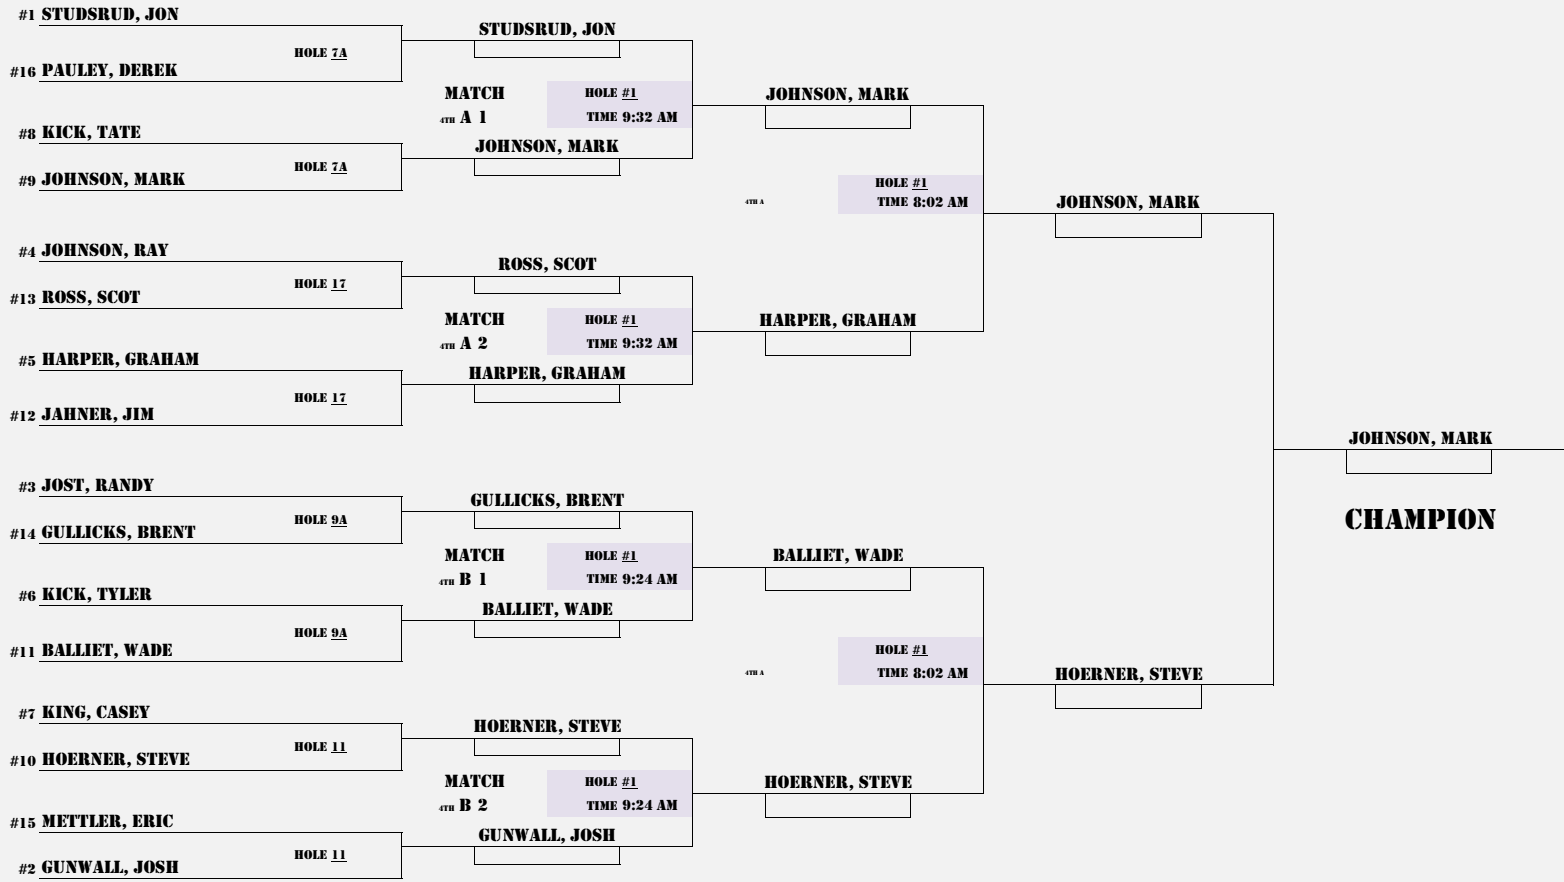 #1 STUDSRUD, JON
HOLE 7A
#16 PAULEY, DEREK
#8 KICK, TATE
HOLE 7A
#9 JOHNSON, MARK
#4 JOHNSON, RAY
HOLE 17
#13 ROSS, SCOT
#5 HARPER, GRAHAM
HOLE 17
#12 JAHNER, JIM
#3 JOST, RANDY
HOLE 9A
#14 GULLICKS, BRENT
#6 KICK, TYLER
HOLE 9A
#11 BALLIET, WADE
#7 KING, CASEY
HOLE 11
#10 HOERNER, STEVE
#15 METTLER, ERIC
HOLE 11
#2 GUNWALL, JOSH
STUDSRUD, JON
MATCH HOLE #1
4TH A 1 TIME 9:32 AM
JOHNSON, MARK
ROSS, SCOT
MATCH HOLE #1
4TH A 2 TIME 9:32 AM
HARPER, GRAHAM
GULLICKS, BRENT
MATCH HOLE #1
4TH B 1 TIME 9:24 AM
BALLIET, WADE
HOERNER, STEVE
MATCH HOLE #1
4TH B 2 TIME 9:24 AM
GUNWALL, JOSH
JOHNSON, MARK
HOLE #1
4TH A TIME 8:02 AM
HARPER, GRAHAM
BALLIET, WADE
HOLE #1
4TH A TIME 8:02 AM
HOERNER, STEVE
JOHNSON, MARK
HOERNER, STEVE
JOHNSON, MARK
CHAMPION